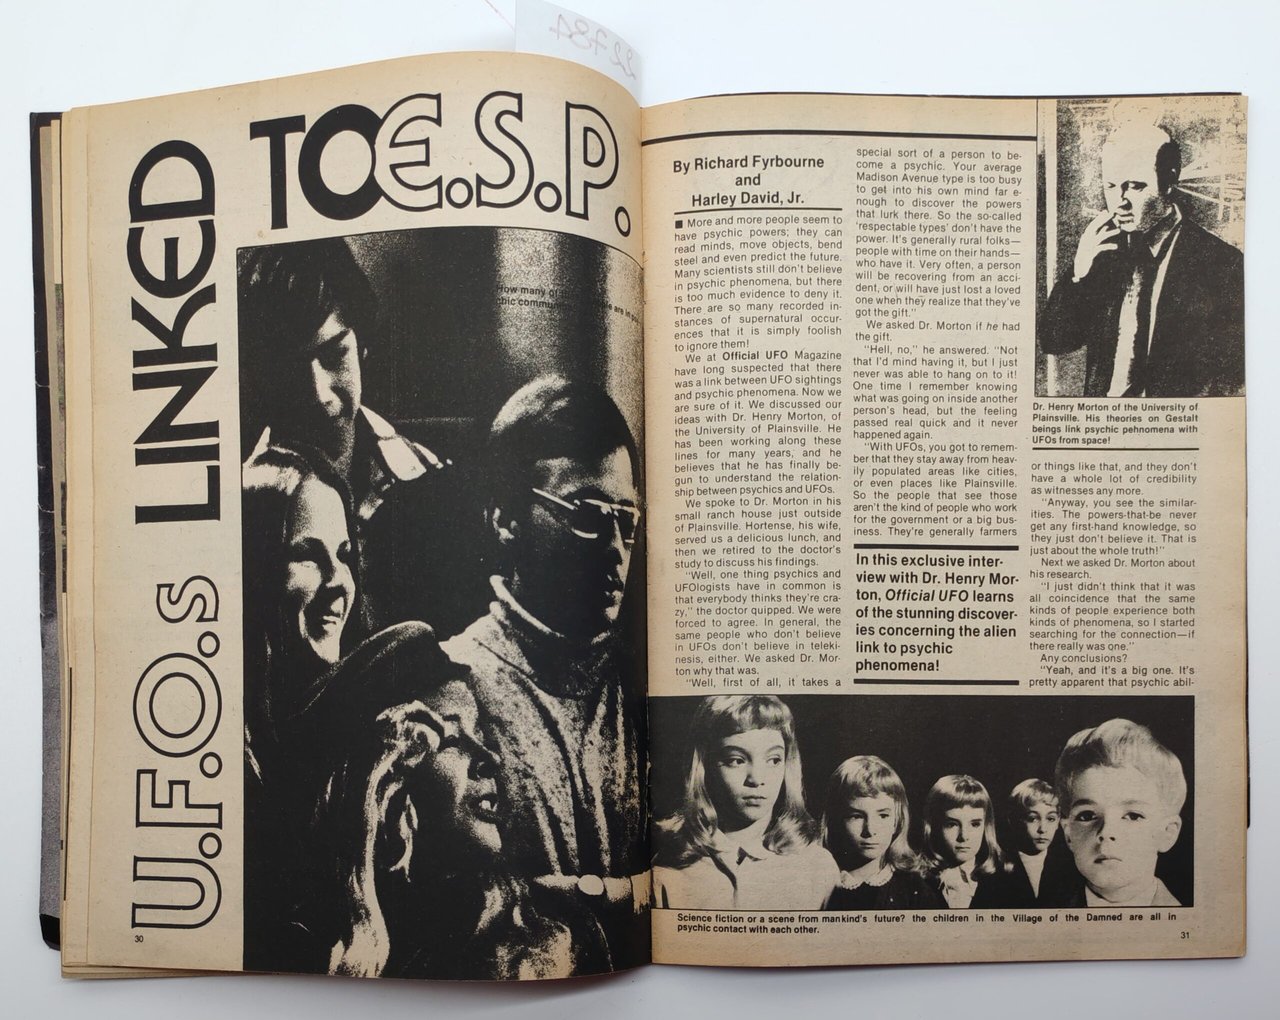 22784
U.F.O.s LINKED
TO E.S.P.
How many of
chic commun
30
By Richard Fyrbourne
and
Harley David, Jr.
■ More and more people seem to
have psychic powers; they can
read minds, move objects, bend
steel and even predict the future.
Many scientists still don't believe
in psychic phenomena, but there
is too much evidence to deny it.
There are so many recorded in-
stances of supernatural occur-
ences that it is simply foolish
to ignore them!
We at Official UFO Magazine
have long suspected that there
was a link between UFO sightings
and psychic phenomena. Now we
are sure of it. We discussed our
ideas with Dr. Henry Morton, of
the University of Plainsville. He
has been working along these
lines for many years, and he
believes that he has finally be-
gun to understand the relation-
ship between psychics and UFOs.
We spoke to Dr. Morton in his
small ranch house just outside
of Plainsville. Hortense, his wife,
served us a delicious lunch, and
then we retired to the doctor's
study to discuss his findings.
"Well, one thing psychics and
UFOlogists have in common is
that everybody thinks they're cra-
zy," the doctor quipped. We were
forced to agree. In general, the
same people who don't believe
in UFOs don't believe in teleki-
nesis, either. We asked Dr. Mor-
ton why that was.
"Well, first of all, it takes a
special sort of a person to be-
come a psychic. Your average
Madison Avenue type is too busy
to get into his own mind far e-
nough to discover the powers
that lurk there. So the so-called
'respectable types' don't have the
power. It's generally rural folks—
people with time on their hands—
who have it. Very often, a person
will be recovering from an acci-
dent, or will have just lost a loved
one when they realize that they've
got the gift."
We asked Dr. Morton if he had
the gift.
"Hell, no," he answered. "Not
that I'd mind having it, but I just
never was able to hang on to it!
One time I remember knowing
what was going on inside another
person's head, but the feeling
passed real quick and it never
happened again.
"With UFOs, you got to remem-
ber that they stay away from heav-
ily populated areas like cities,
or even places like Plainsville.
So the people that see those
aren't the kind of people who work
for the government or a big bus-
iness. They're generally farmers
In this exclusive inter-
view with Dr. Henry Mor-
ton, Official UFO learns
of the stunning discover-
ies concerning the alien
link to psychic
phenomena!
Dr. Henry Morton of the University of
Plainsville. His theories on Gestalt
beings link psychic pehnomena with
UFOs from space!
or things like that, and they don't
have a whole lot of credibility
as witnesses any more.
"Anyway, you see the similar-
ities. The powers-that-be never
get any first-hand knowledge, so
they just don't believe it. That is
just about the whole truth!"
Next we asked Dr. Morton about
his research.
"I just didn't think that it was
all coincidence that the same
kinds of people experience both
kinds of phenomena, so I started
searching for the connection—if
there really was one."
Any conclusions?
"Yeah, and it's a big one. It's
pretty apparent that psychic abil-
Science fiction or a scene from mankind's future? the children in the Village of the Damned are all in
psychic contact with each other.
31